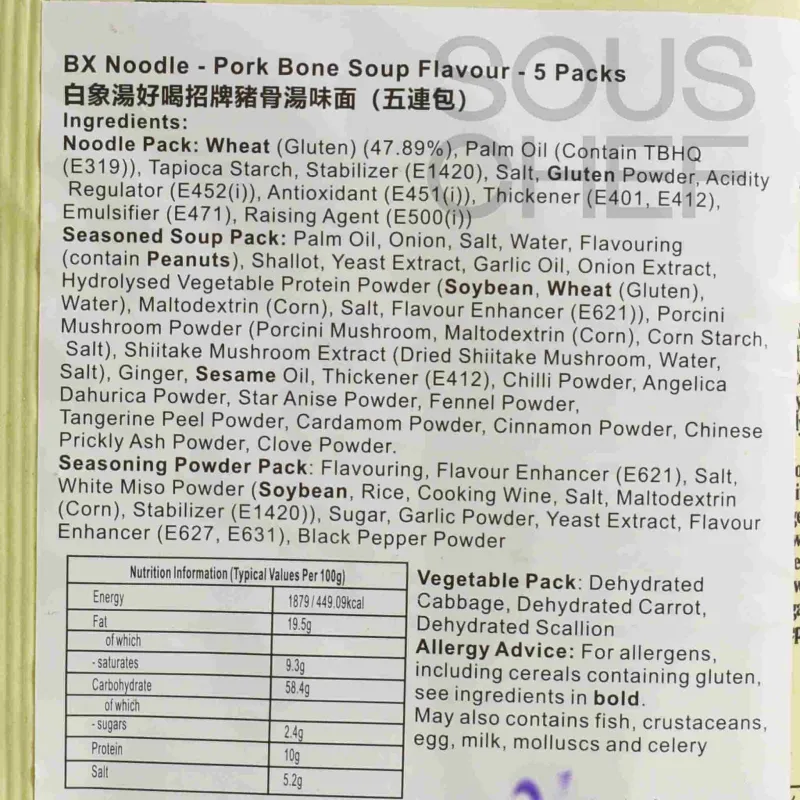 SOUS
CHEF
BX Noodle - Pork Bone Soup Flavour - 5 Packs
白象湯好喝招牌豬骨湯味面（五連包）
Ingredients:
Noodle Pack: Wheat (Gluten) (47.89%), Palm Oil (Contain TBHQ
(E319)), Tapioca Starch, Stabilizer (E1420), Salt, Gluten Powder, Acidity
Regulator (E452(i)), Antioxidant (E451(i)), Thickener (E401, E412),
Emulsifier (E471), Raising Agent (E500(i))
Seasoned Soup Pack: Palm Oil, Onion, Salt, Water, Flavouring
(contain Peanuts), Shallot, Yeast Extract, Garlic Oil, Onion Extract,
Hydrolysed Vegetable Protein Powder (Soybean, Wheat (Gluten),
Water), Maltodextrin (Corn), Salt, Flavour Enhancer (E621)), Porcini
Mushroom Powder (Porcini Mushroom, Maltodextrin (Corn), Corn Starch,
Salt), Shiitake Mushroom Extract (Dried Shiitake Mushroom, Water,
Salt), Ginger, Sesame Oil, Thickener (E412), Chilli Powder, Angelica
Dahurica Powder, Star Anise Powder, Fennel Powder,
Tangerine Peel Powder, Cardamom Powder, Cinnamon Powder, Chinese
Prickly Ash Powder, Clove Powder.
Seasoning Powder Pack: Flavouring, Flavour Enhancer (E621), Salt,
White Miso Powder (Soybean, Rice, Cooking Wine, Salt, Maltodextrin
(Corn), Stabilizer (E1420)), Sugar, Garlic Powder, Yeast Extract, Flavour
Enhancer (E627, E631), Black Pepper Powder
Nutrition Information (Typical Values Per 100g)
Energy 1879/449.09kcal
Fat 19.5g
of which
- saturates 9.3g
Carbohydrate 58.4g
of which
- sugars 2.4g
Protein 10g
Salt 5.2g
Vegetable Pack: Dehydrated
Cabbage, Dehydrated Carrot,
Dehydrated Scallion
Allergy Advice: For allergens,
including cereals containing gluten,
see ingredients in bold.
May also contains fish, crustaceans,
egg, milk, molluscs and celery